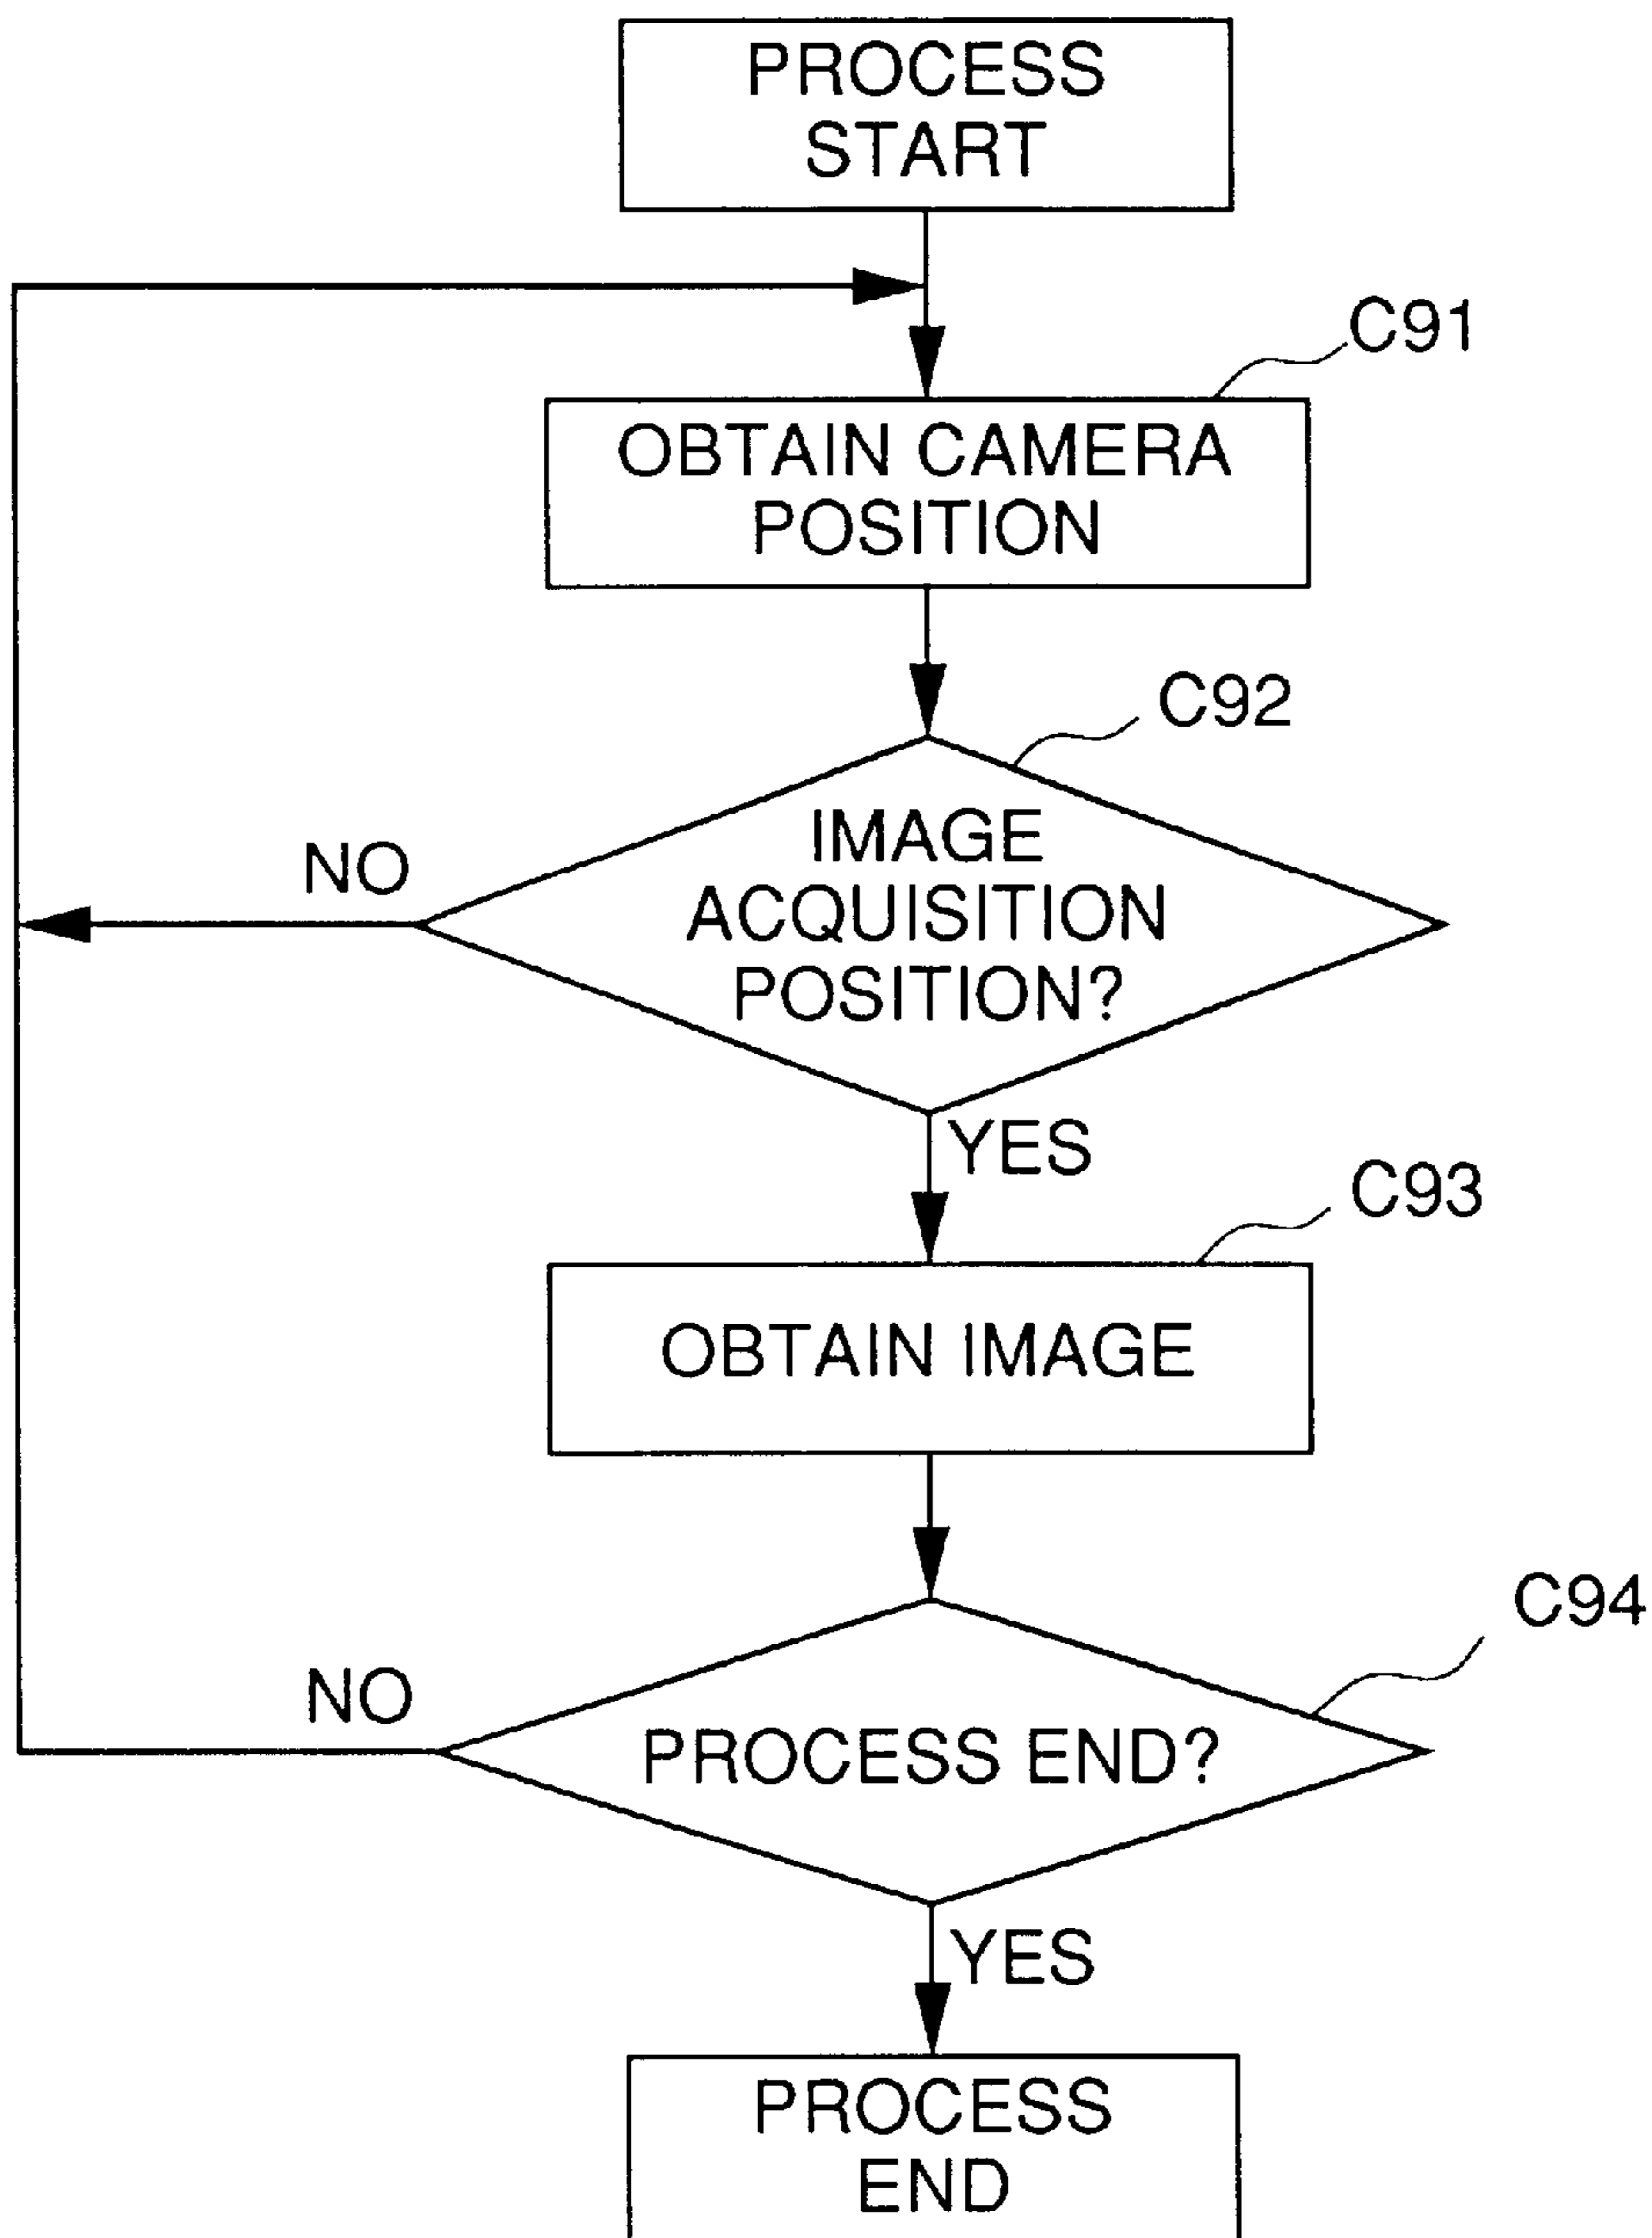 PROCESS
START
C91
OBTAIN CAMERA
POSITION
C92
IMAGE
ACQUISITION
POSITION?
NO
YES
C93
OBTAIN IMAGE
C94
PROCESS END?
NO
YES
PROCESS
END